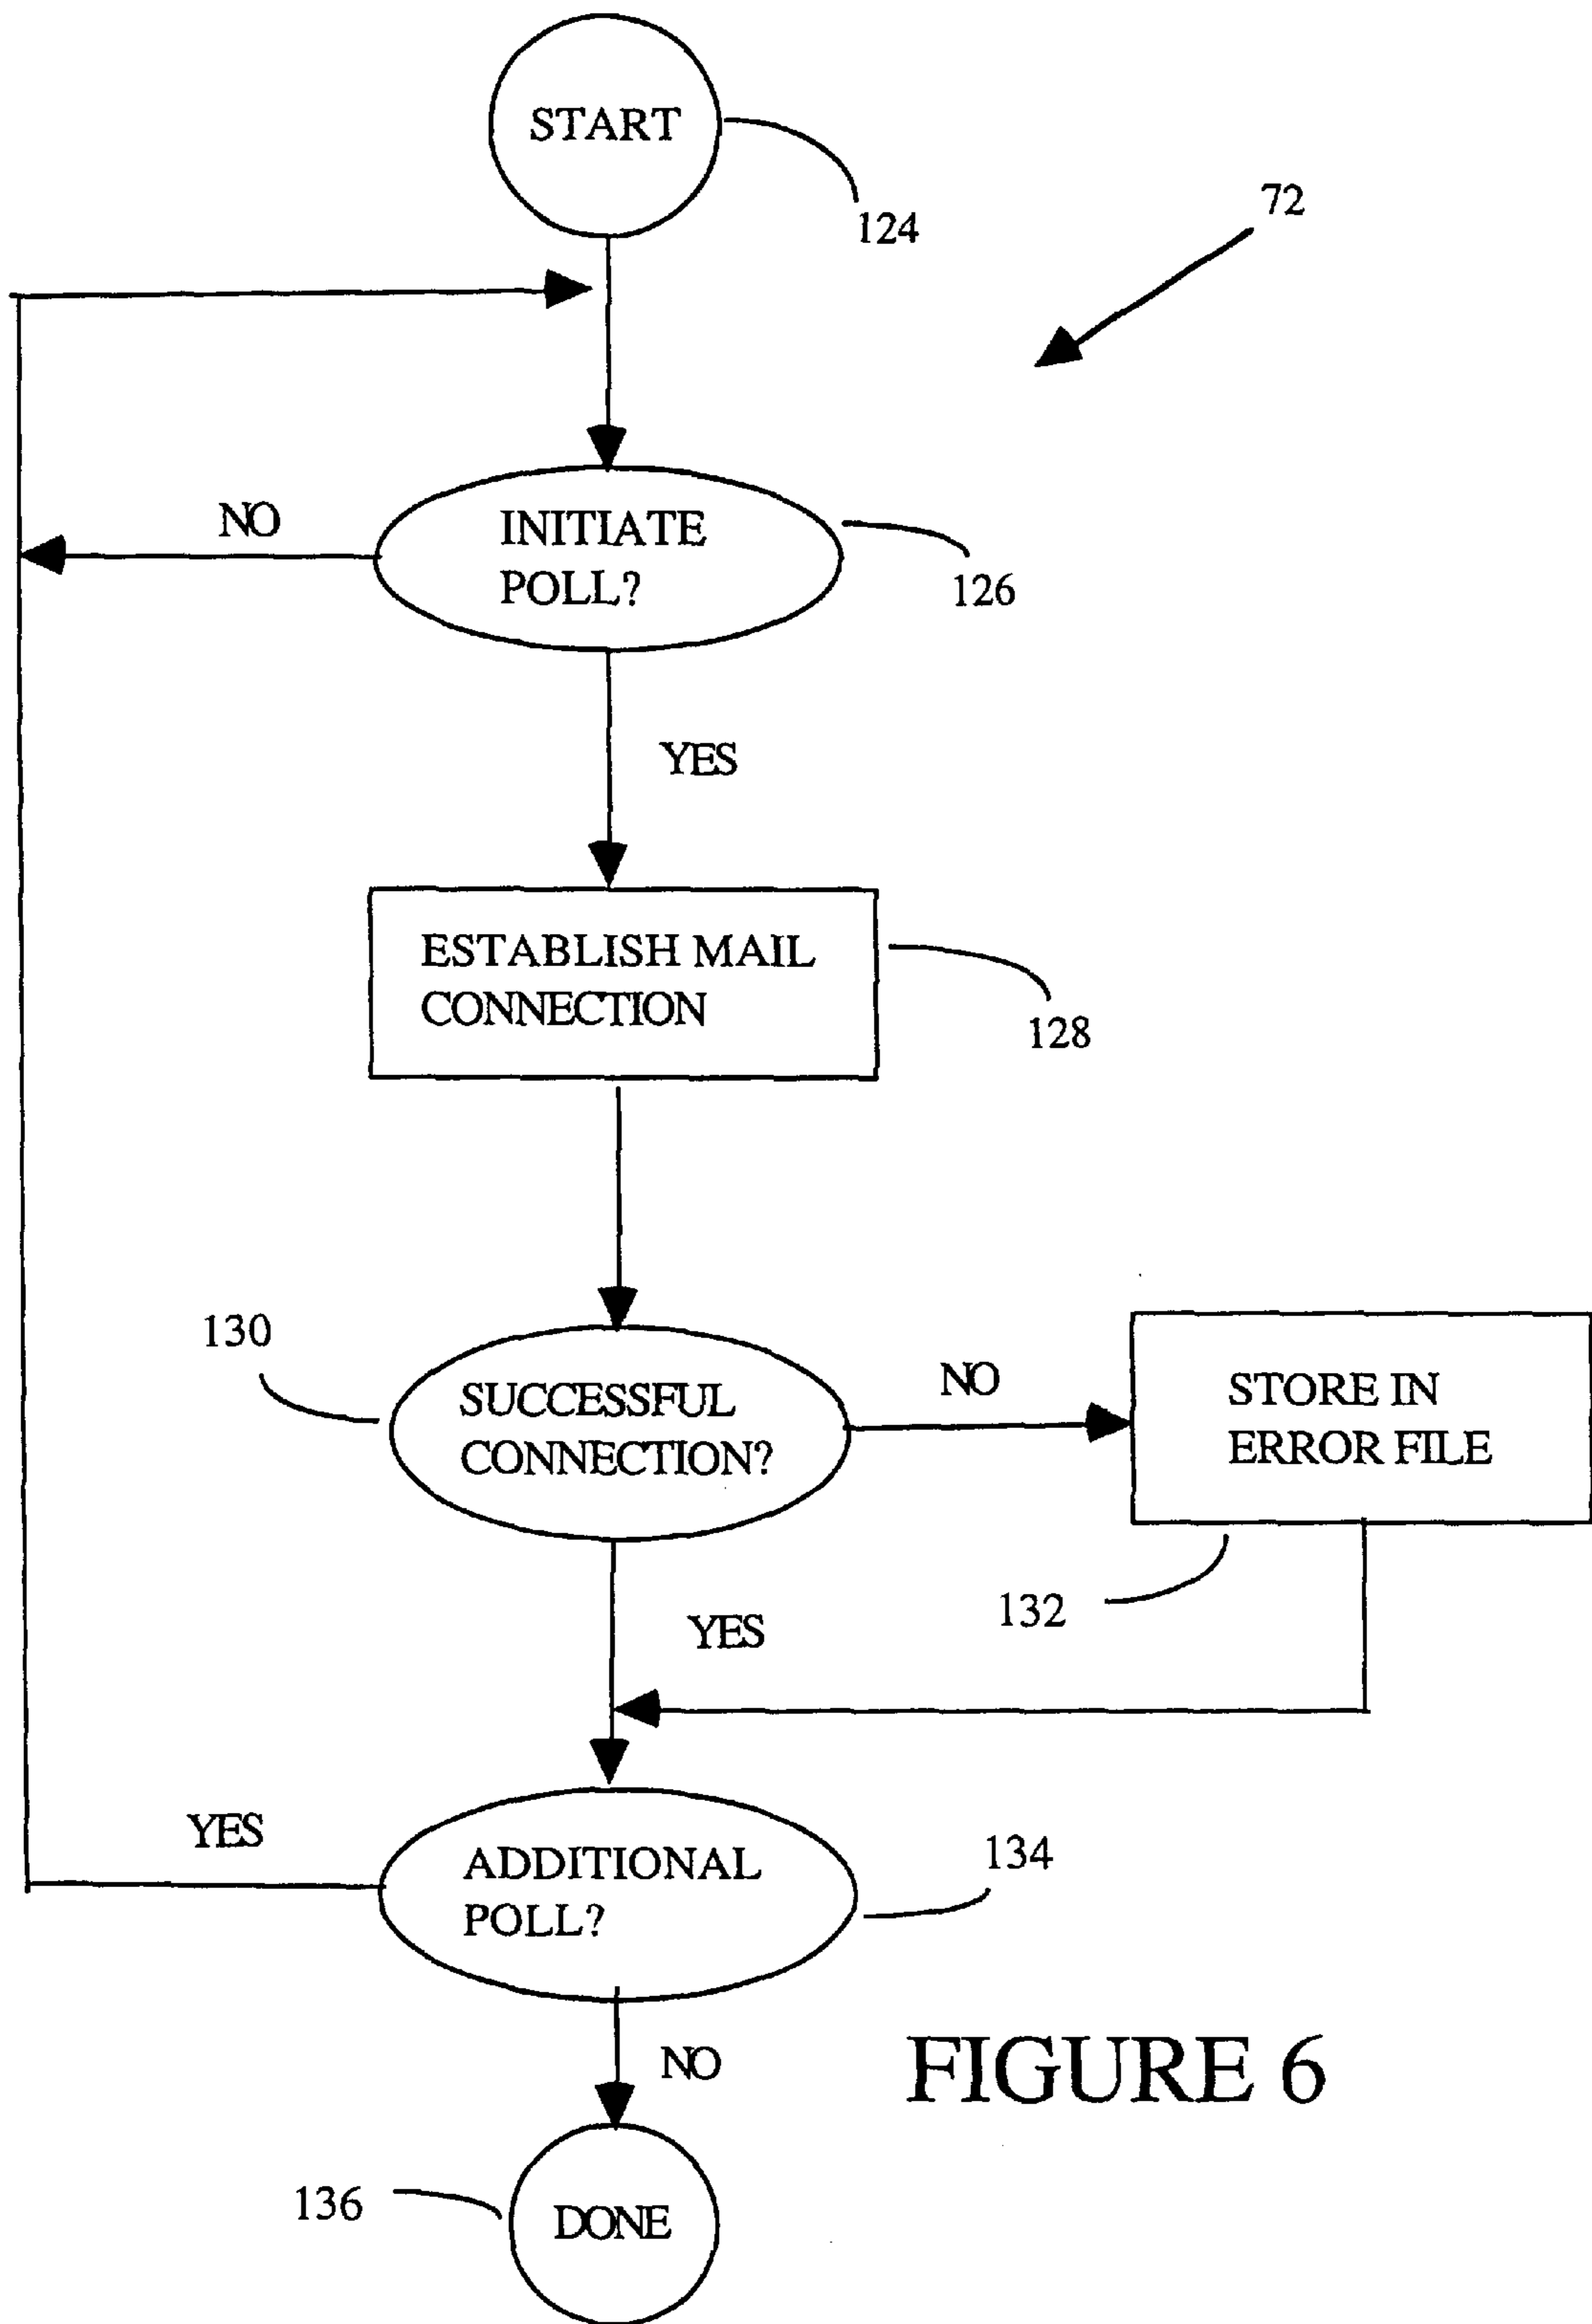 START
124
72
NO
INITIATE
POLL?
126
YES
ESTABLISH MAIL
CONNECTION
128
130
SUCCESSFUL
CONNECTION?
NO
STORE IN
ERROR FILE
132
YES
YES
ADDITIONAL
POLL?
134
NO
FIGURE 6
136
DONE